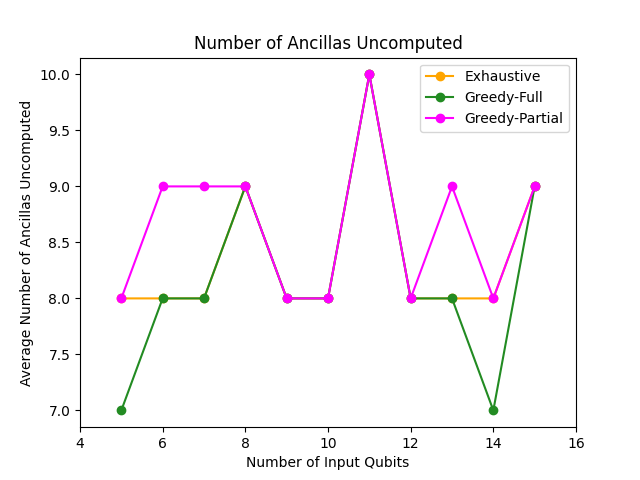 Number of Ancillas Uncomputed
Exhaustive
Greedy-Full
Greedy-Partial
Average Number of Ancillas Uncomputed
10.0
9.5
9.0
8.5
8.0
7.5
7.0
4 6 8 10 12 14 16
Number of Input Qubits